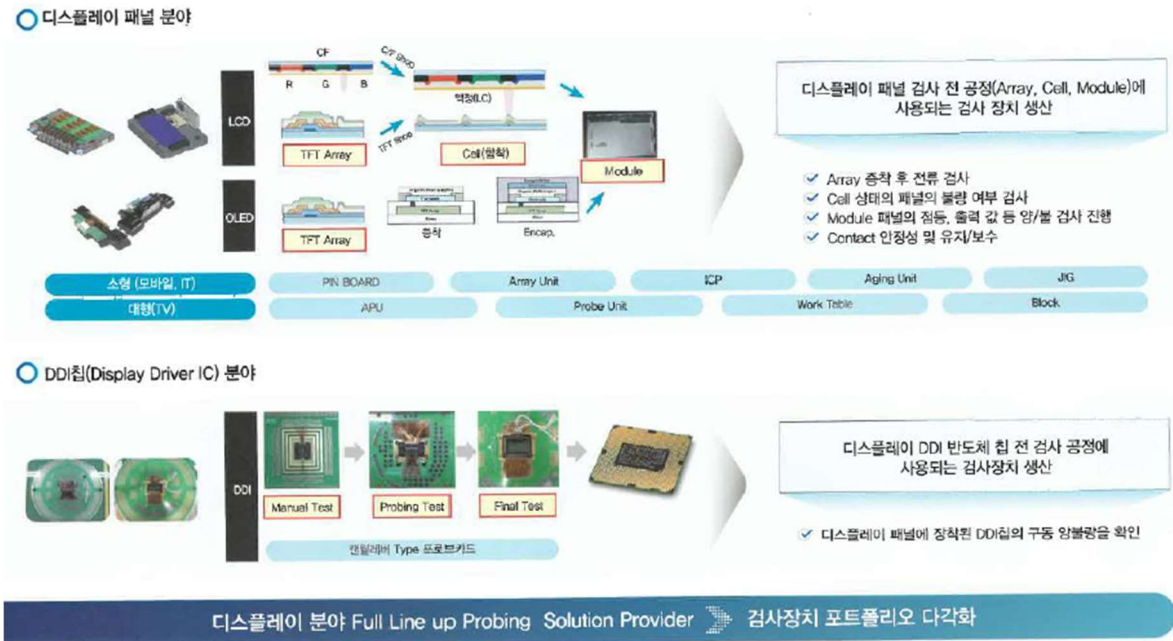 디스플레이 패널 분야
CF
R G B
C/F Shop
액정(LC)
LCD
TFT Array
TFT Shop
Cell(합착)
Module
OLED
TFT Array
증착
Encap.
디스플레이 패널 검사 전 공정(Array, Cell, Module)에
사용되는 검사 장치 생산
Array 증착 후 전류 검사
Cell 상태의 패널의 불량 여부 검사
Module 패널의 점등, 출력 값 등 양/불 검사 진행
Contact 안정성 및 유지/보수
소형 (모바일, IT) PIN BOARD Array Unit ICP Aging Unit JIG
대형(TV) APU Probe Unit Work Table Block
DDI칩(Display Driver IC) 분야
DDI
Manual Test Probing Test Final Test
캔틸레버 Type 프로브카드
디스플레이 DDI 반도체 칩 전 검사 공정에
사용되는 검사장치 생산
디스플레이 패널에 장착된 DDI칩의 구동 양불량을 확인
디스플레이 분야 Full Line up Probing Solution Provider 검사장치 포트폴리오 다각화